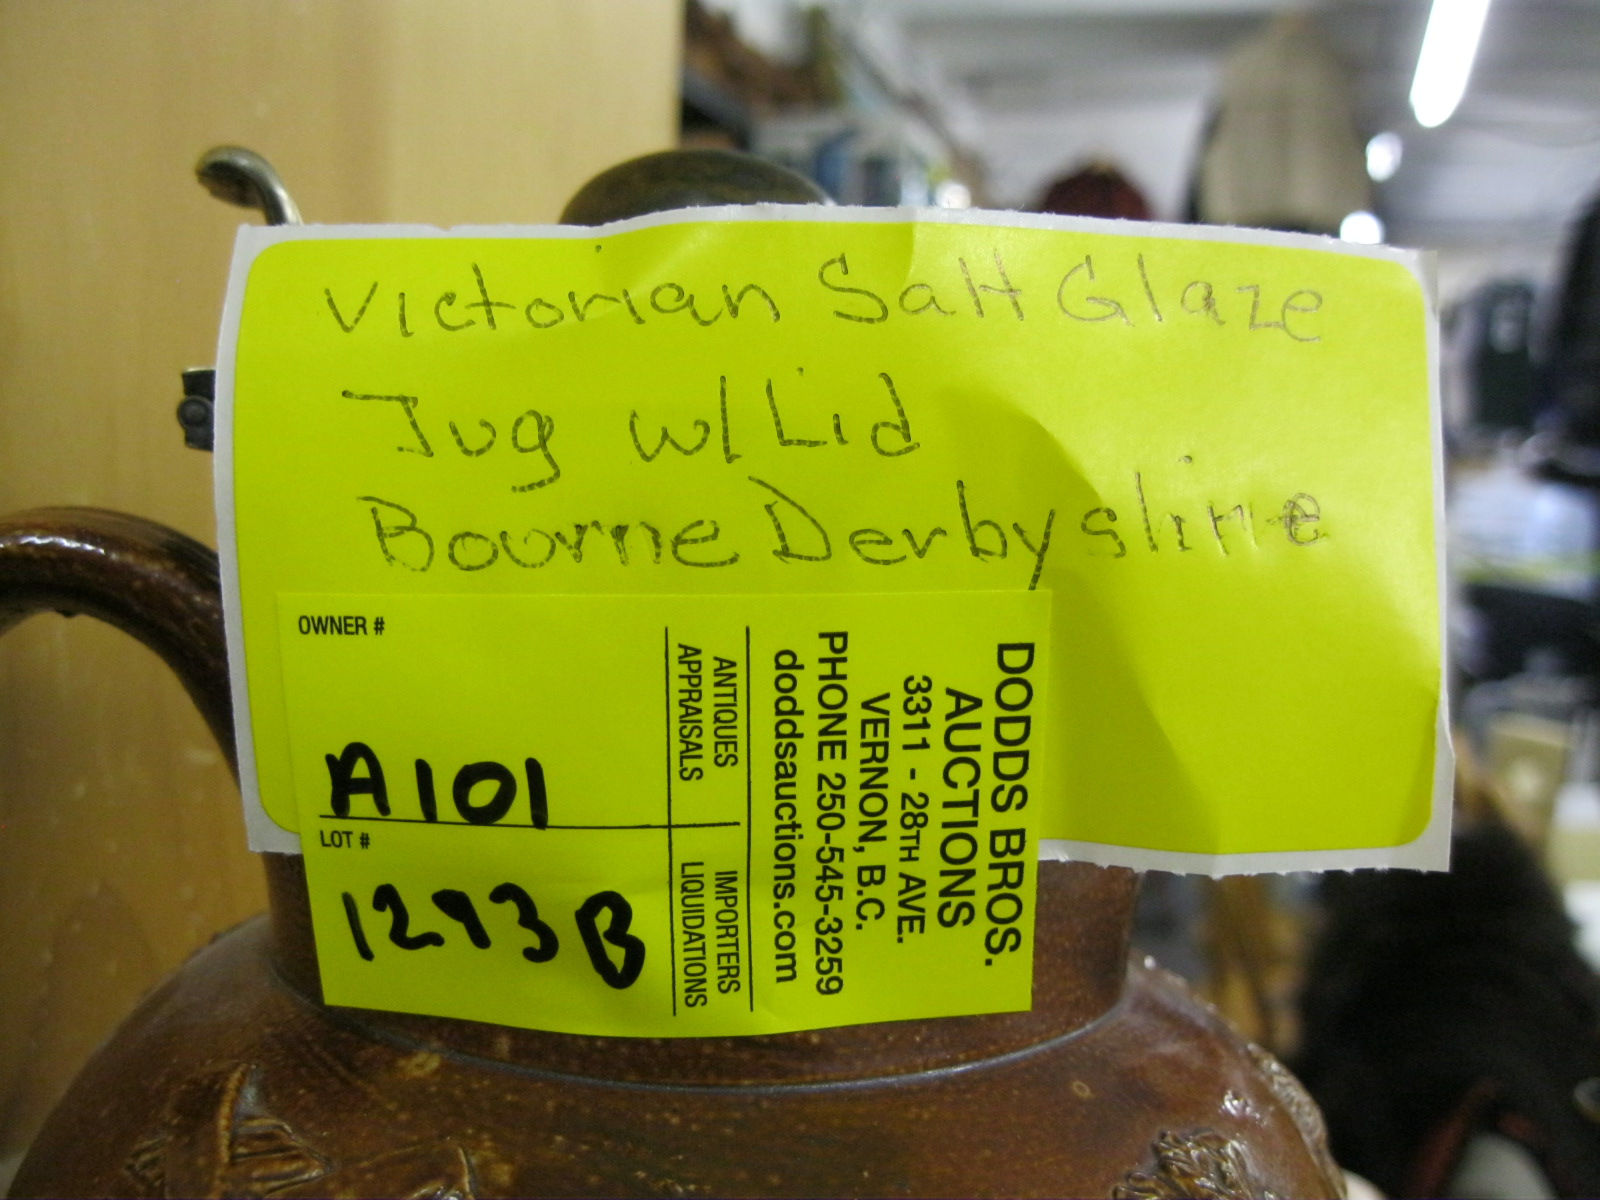 Victorian Salt Glaze
Jug w/Lid
Bourne Derbyshire
OWNER #
A101
LOT #
1293B
ANTIQUES
APPRAISALS
IMPORTERS
LIQUIDATIONS
DODDS BROS.
AUCTIONS
3311 - 28TH AVE.
VERNON, B.C.
PHONE 250-545-3259
doddsauctions.com